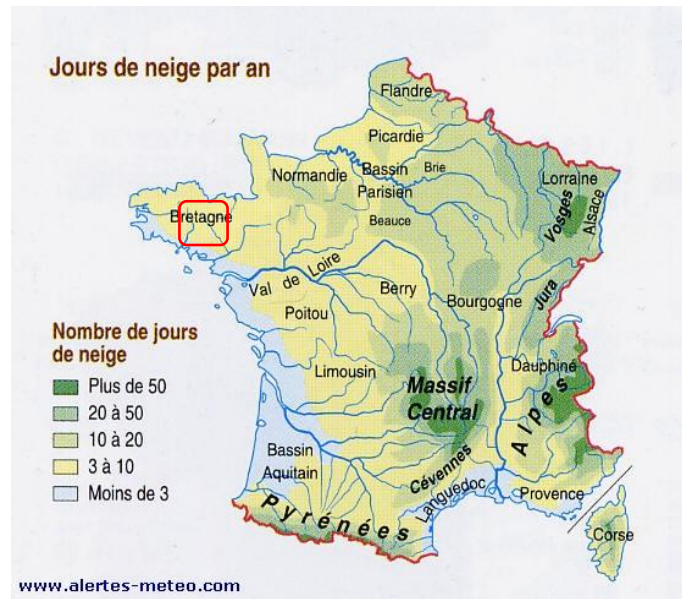 Jours de neige par an
Flandre
Picardie
Normandie
Bassin
Parisien
Brie
Lorraine
Vosges
Alsace
Bretagne
Beauce
Val de Loire
Berry
Bourgogne
Jura
Poitou
Nombre de jours
de neige
Plus de 50
20 à 50
10 à 20
3 à 10
Moins de 3
Limousin
Massif
Central
Dauphiné
Alpes
Bassin
Aquitain
Cévennes
Languedoc
Provence
Pyrénées
Corse
www.alertes-meteo.com